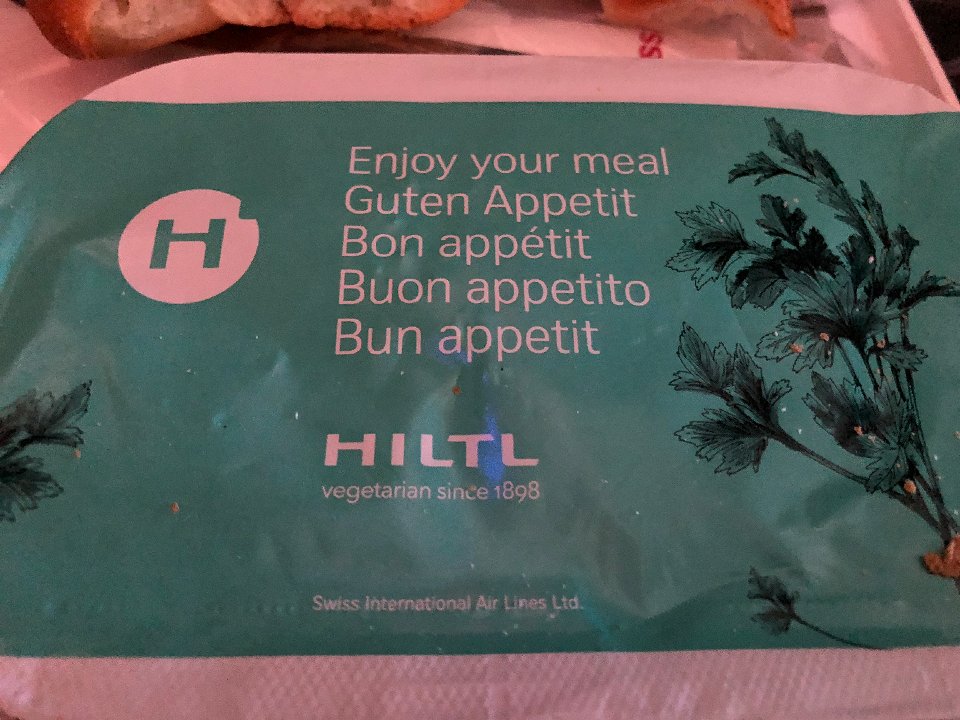 ss
Enjoy your meal
Guten Appetit
Bon appétit
Buon appetito
Bun appetit
H
HILTL
vegetarian since 1898
Swiss International Air Lines Ltd.